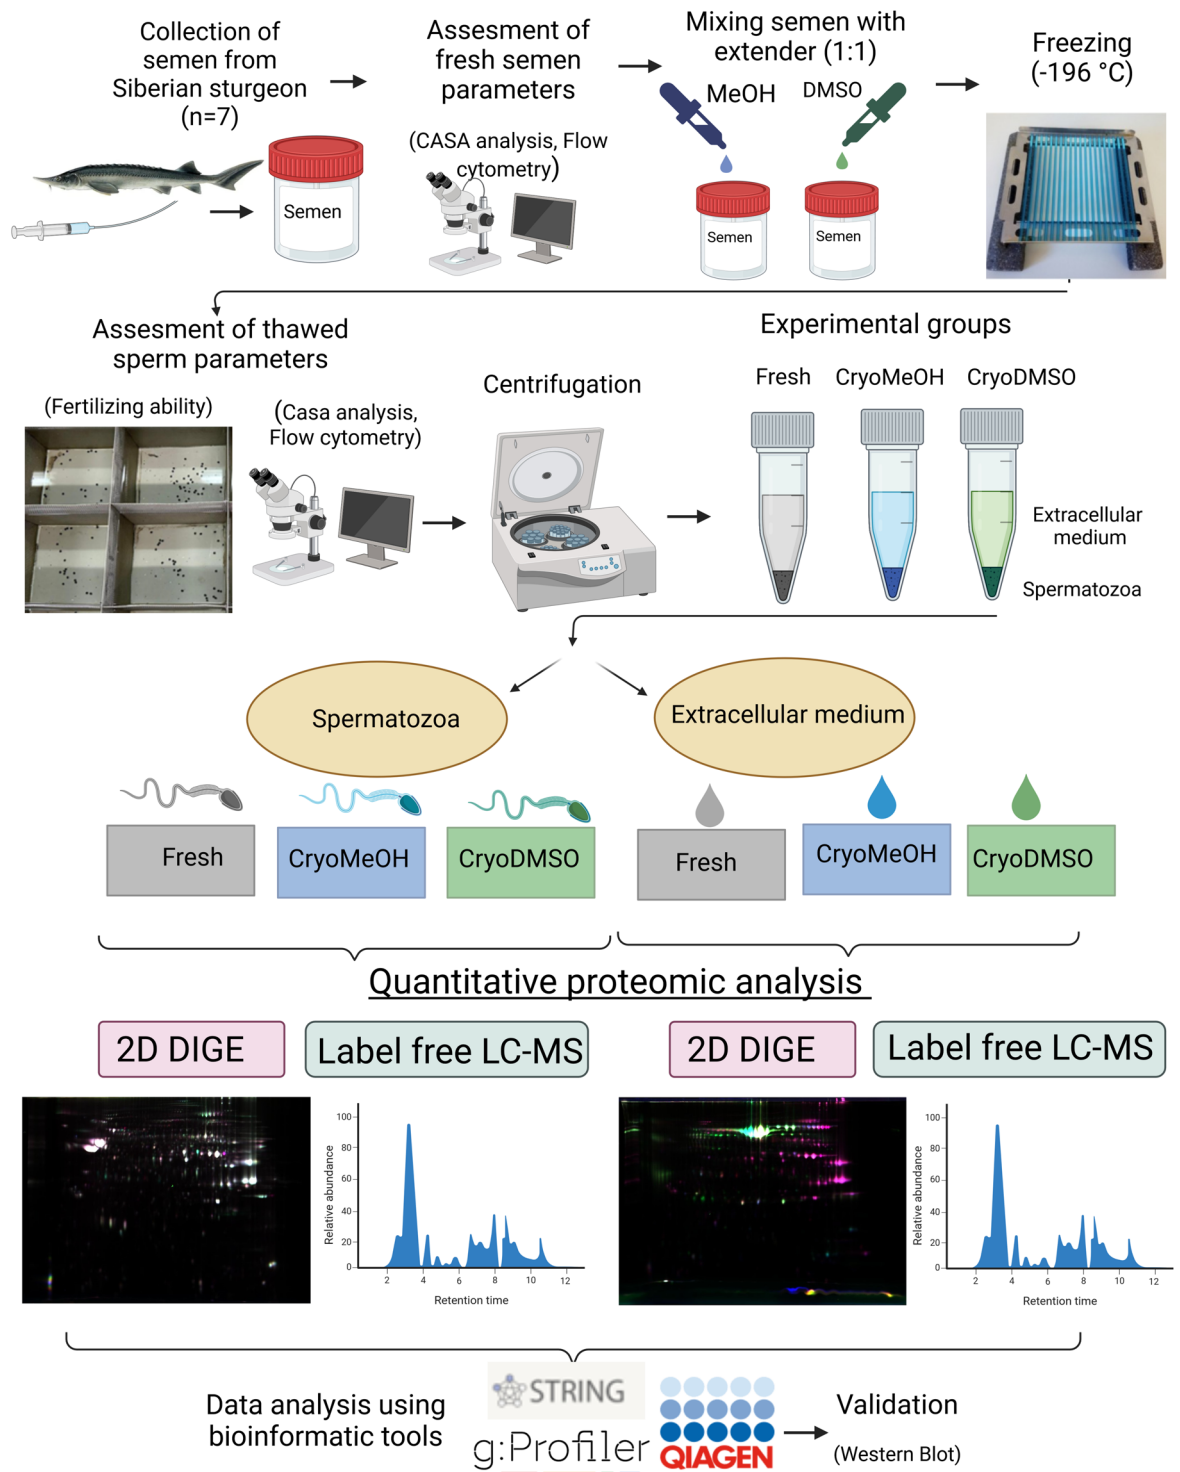 Collection of
semen from
Siberian sturgeon
(n=7)
Assesment of
fresh semen
parameters
(CASA analysis, Flow
cytometry)
Mixing semen with
extender (1:1)
MeOH
DMSO
Freezing
(-196 °C)
Semen
Semen
Semen
Assesment of thawed
sperm parameters
(Fertilizing ability)
(Casa analysis,
Flow cytometry)
Centrifugation
Experimental groups
Fresh
CryoMeOH
CryoDMSO
Extracellular
medium
Spermatozoa
Spermatozoa
Extracellular medium
Fresh
CryoMeOH
CryoDMSO
Fresh
CryoMeOH
CryoDMSO
Quantitative proteomic analysis
2D DIGE
Label free LC-MS
2D DIGE
Label free LC-MS
Relative abundance
100
80
60
40
20
0
2 4 6 8 10 12
Retention time
Relative abundance
100
80
60
40
20
0
2 4 6 8 10 12
Retention time
Data analysis using
bioinformatic tools
STRING
g:Profiler
QIAGEN
Validation
(Western Blot)